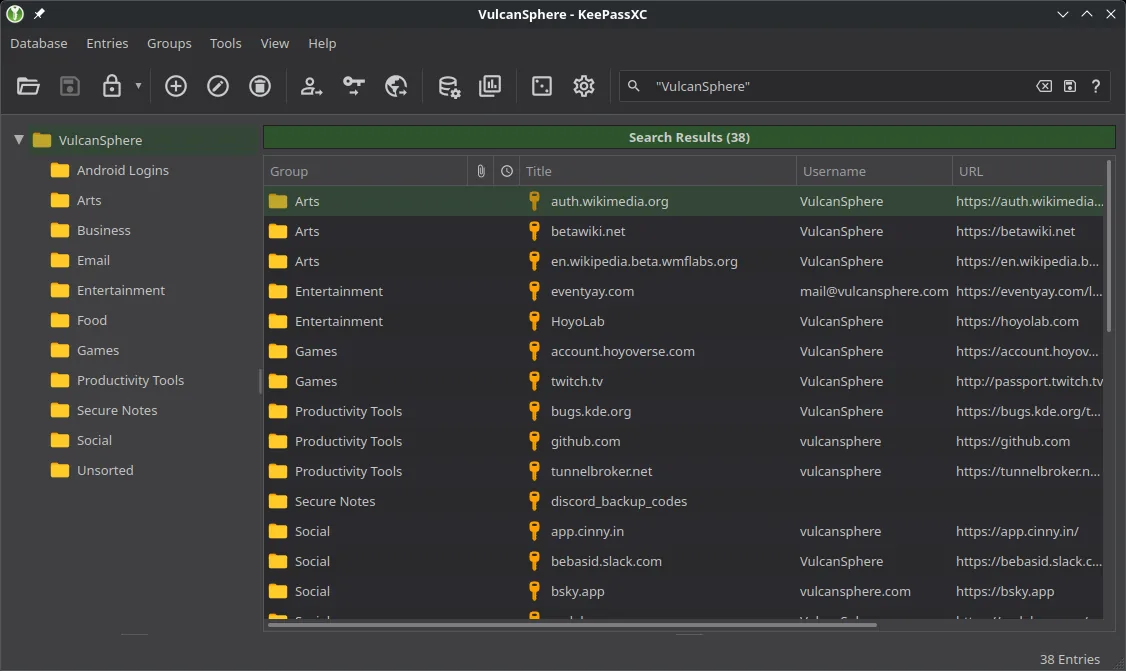 VulcanSphere - KeePassXC
Database Entries Groups Tools View Help
"VulcanSphere"
VulcanSphere
Android Logins
Arts
Business
Email
Entertainment
Food
Games
Productivity Tools
Secure Notes
Social
Unsorted
Search Results (38)
Group Title Username URL
Arts auth.wikimedia.org VulcanSphere https://auth.wikimedia...
Arts betawiki.net VulcanSphere https://betawiki.net
Arts en.wikipedia.beta.wmflabs.org VulcanSphere https://en.wikipedia.b...
Entertainment eventyay.com mail@vulcansphere.com https://eventyay.com/l...
Entertainment HoyoLab VulcanSphere https://hoyolab.com
Games account.hoyoverse.com VulcanSphere https://account.hoyov...
Games twitch.tv VulcanSphere http://passport.twitch.tv
Productivity Tools bugs.kde.org VulcanSphere https://bugs.kde.org/t...
Productivity Tools github.com vulcansphere https://github.com
Productivity Tools tunnelbroker.net vulcansphere https://tunnelbroker.n...
Secure Notes discord_backup_codes
Social app.cinny.in vulcansphere https://app.cinny.in/
Social bebasid.slack.com VulcanSphere https://bebasid.slack.c...
Social bsky.app vulcansphere.com https://bsky.app
38 Entries